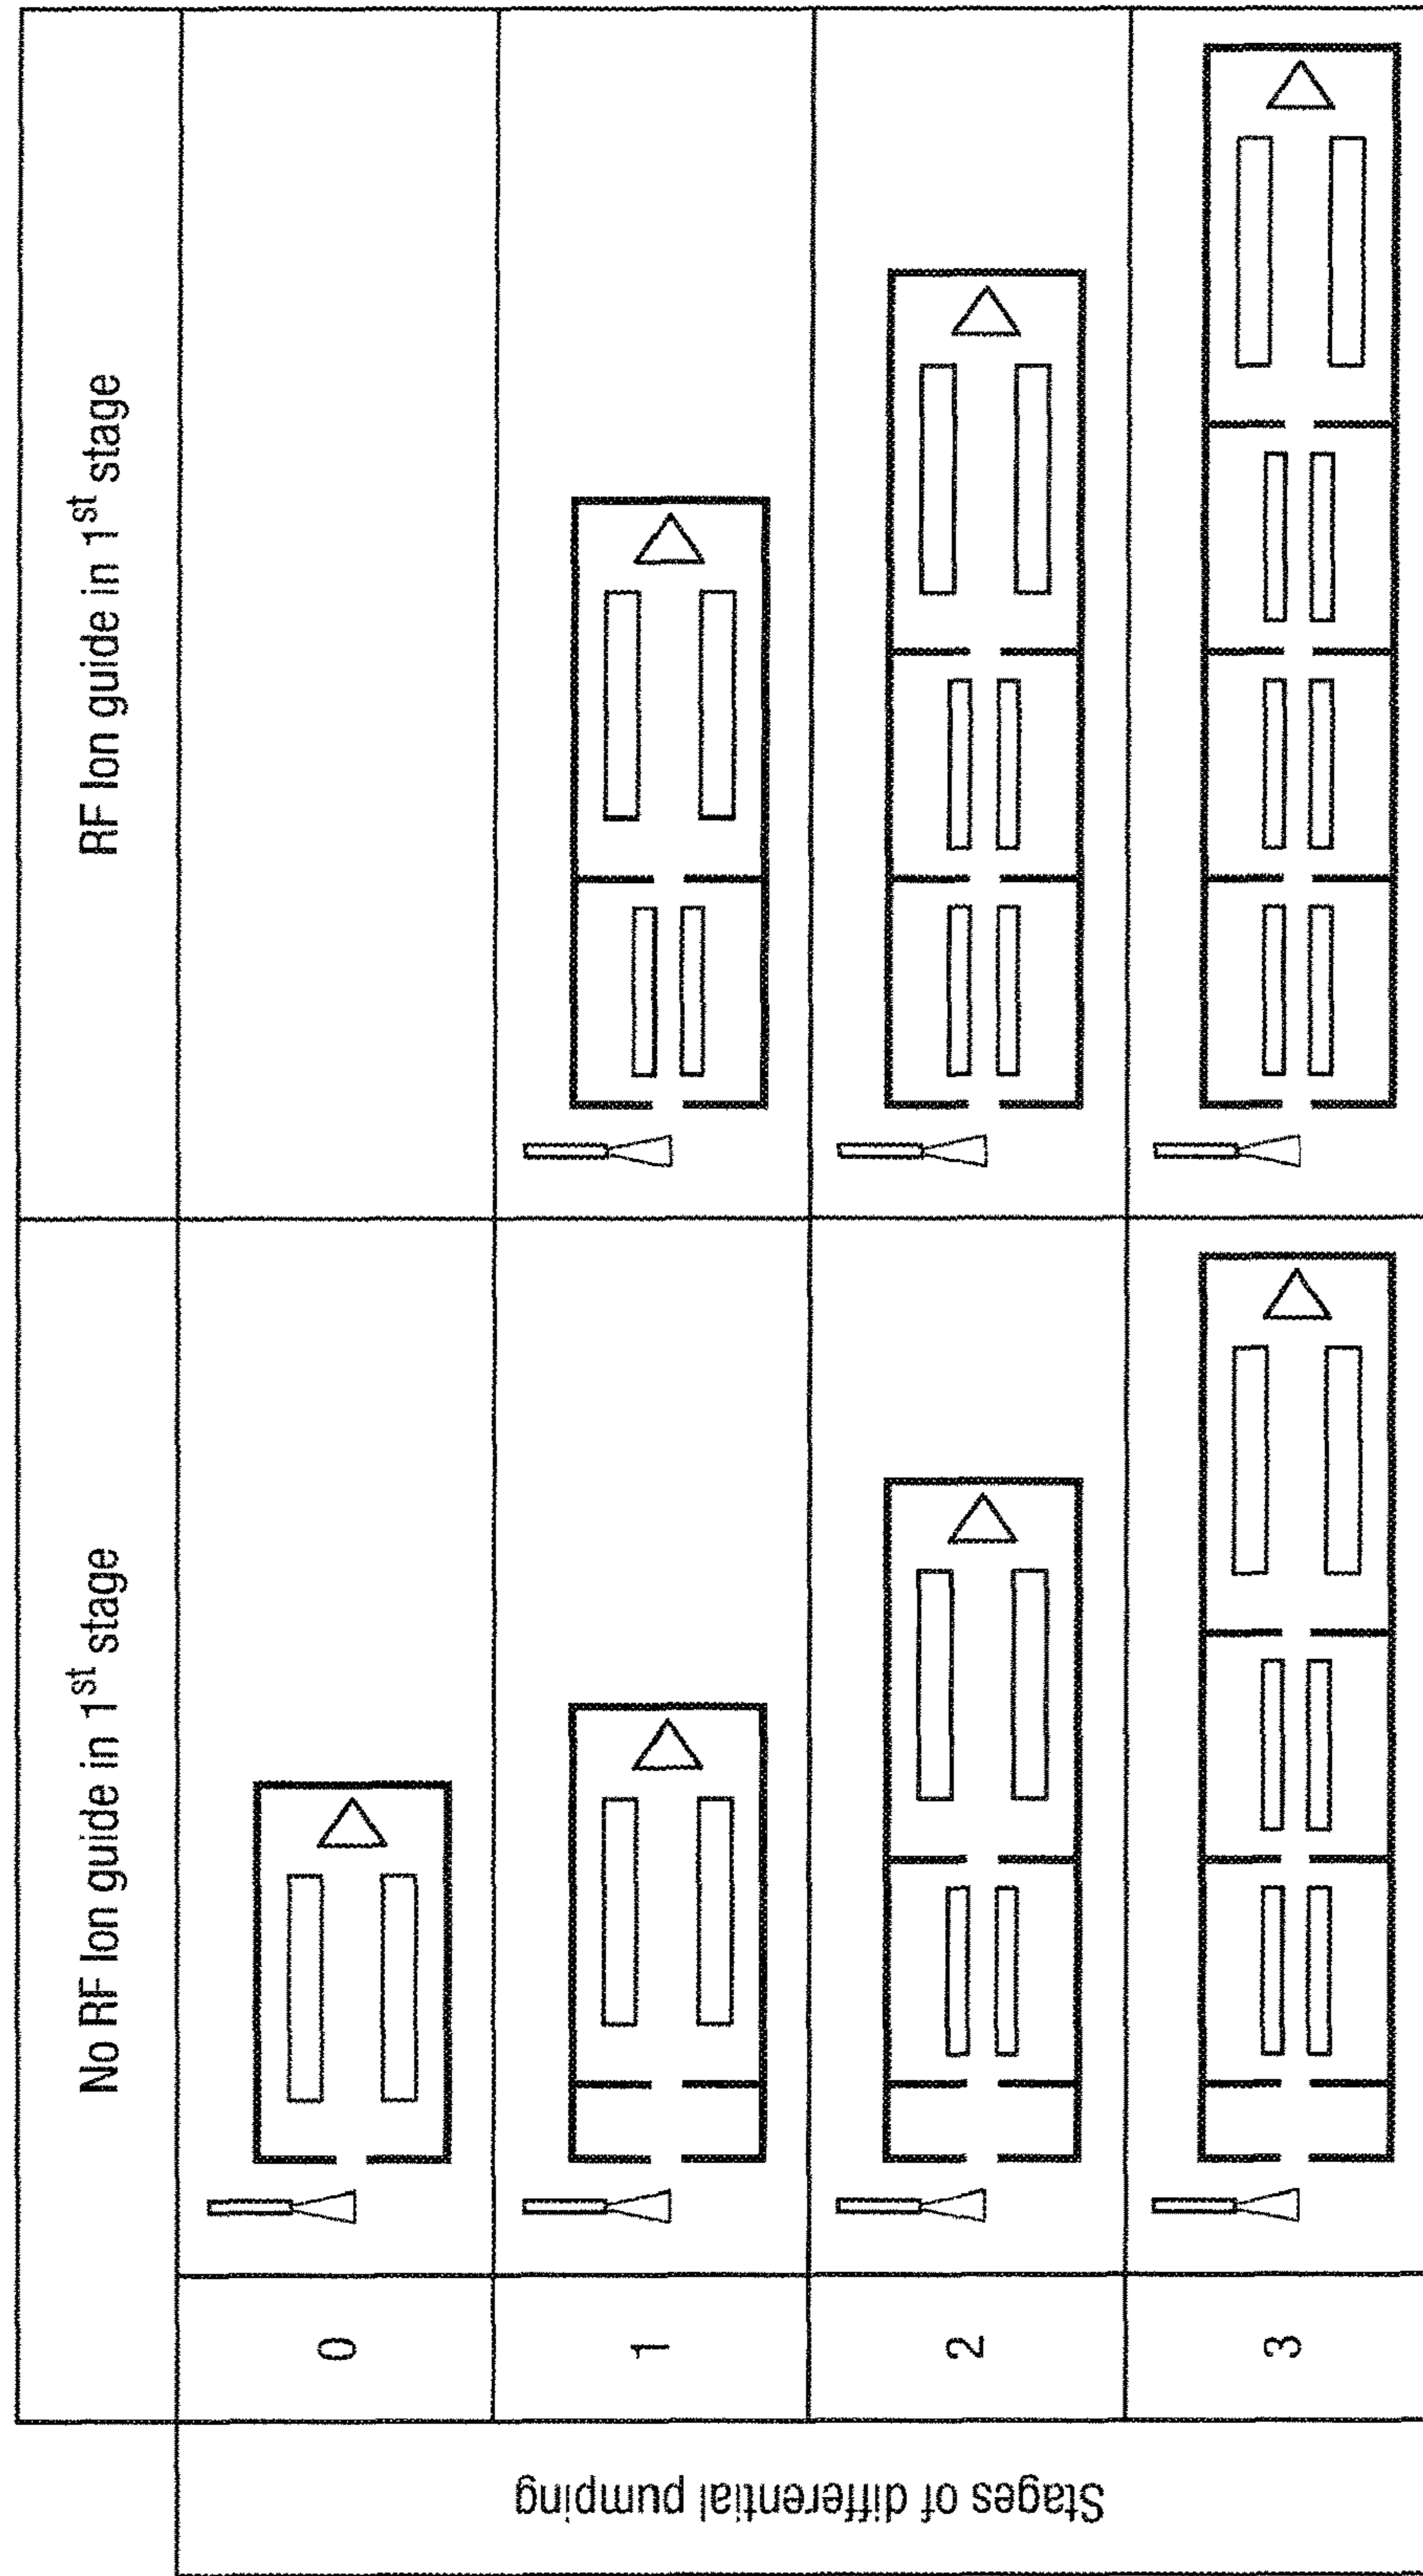 No RF Ion guide in 1st stage
RF Ion guide in 1st stage
Stages of differential pumping
0
1
2
3